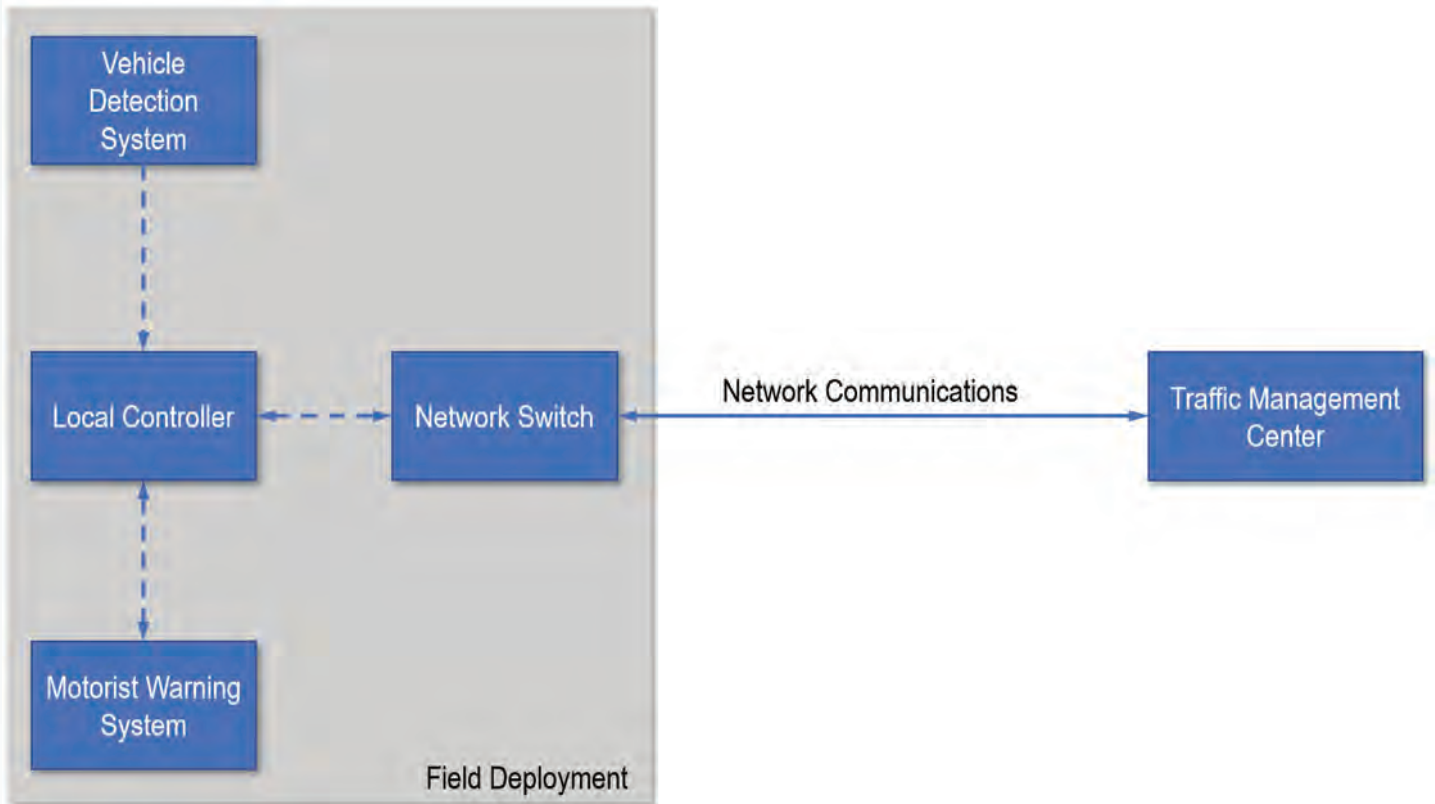 Vehicle
Detection
System
Local Controller
Network Switch
Network Communications
Traffic Management
Center
Motorist Warning
System
Field Deployment